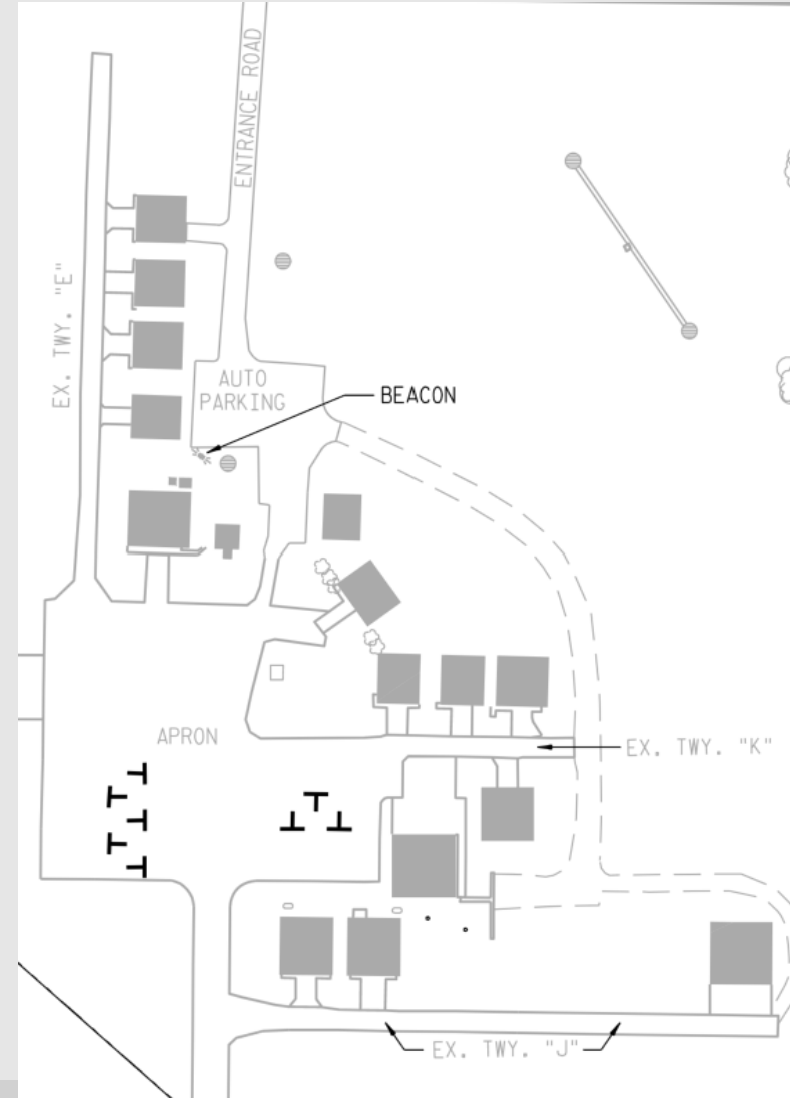 ENTRANCE ROAD
EX. TWY. "E"
AUTO
PARKING
BEACON
APRON
EX. TWY. "K"
EX. TWY. "J"